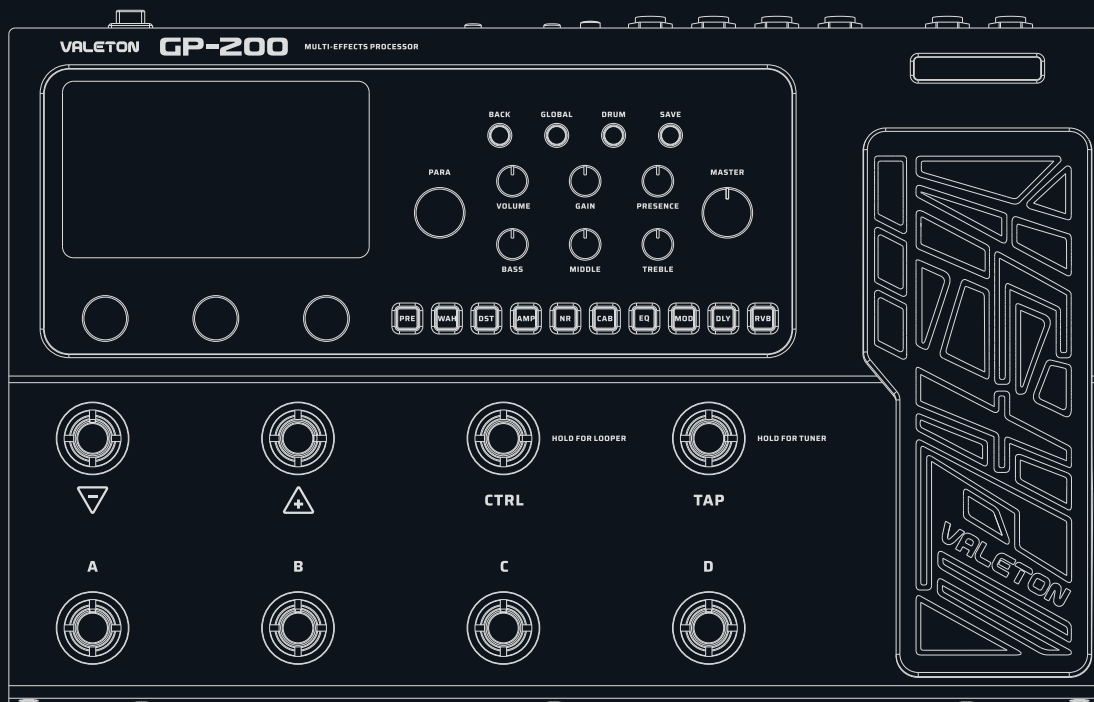 VALETON GP-200 MULTI-EFFECTS PROCESSOR
BACK GLOBAL DRUM SAVE
PARA MASTER
VOLUME GAIN PRESENCE
BASS MIDDLE TREBLE
PRE WAH DST AMP NR CAB EQ MOD DLY RVB
HOLD FOR LOOPER HOLD FOR TUNER
- + CTRL TAP
VALETON
A B C D